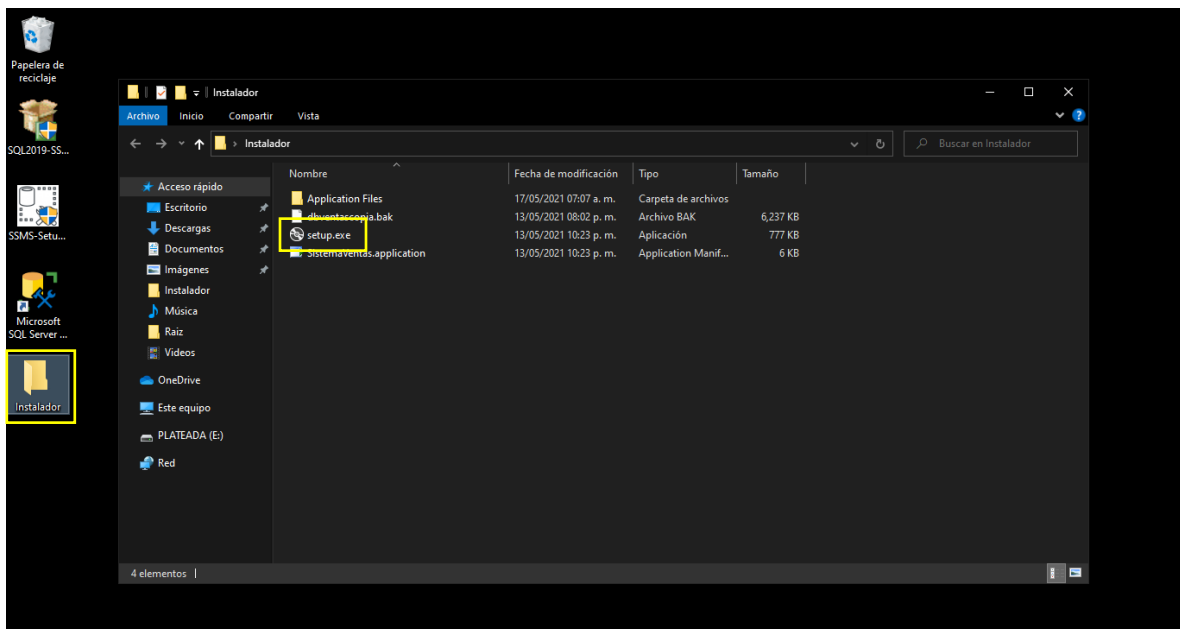 Papelera de
reciclaje
SQL2019-SS...
SSMS-Setu...
Microsoft
SQL Server ...
Instalador
Instalador
Archivo Inicio Compartir Vista
Instalador
Buscar en Instalador
Nombre Fecha de modificación Tipo Tamaño
Acceso rápido
Escritorio
Descargas
Documentos
Imágenes
Instalador
Música
Raiz
Videos
OneDrive
Este equipo
PLATEADA (E:)
Red
Application Files 17/05/2021 07:07 a. m. Carpeta de archivos
dbventascopia.bak 13/05/2021 08:02 p. m. Archivo BAK 6,237 KB
setup.exe 13/05/2021 10:23 p. m. Aplicación 777 KB
SistemaVentas.application 13/05/2021 10:23 p. m. Application Manif... 6 KB
4 elementos